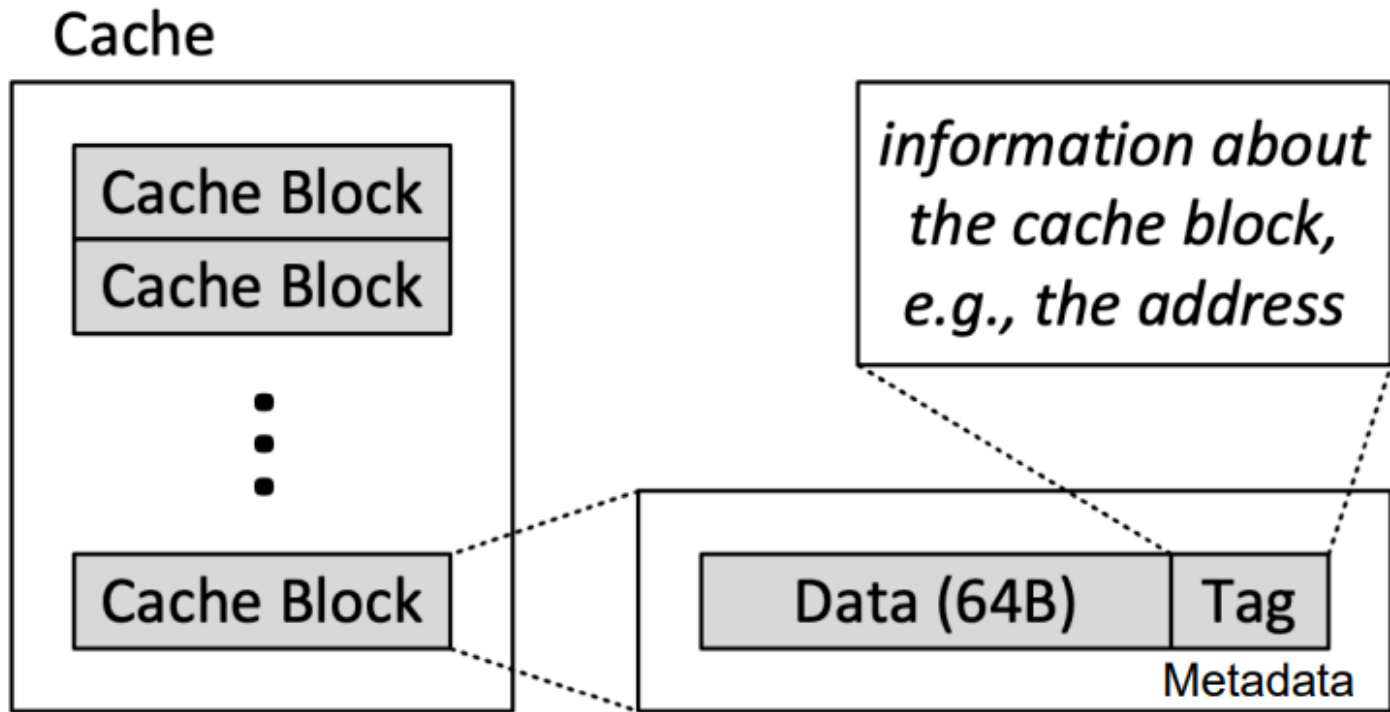 Cache
Cache Block
Cache Block
Cache Block
information about
the cache block,
e.g., the address
Data (64B)
Tag
Metadata